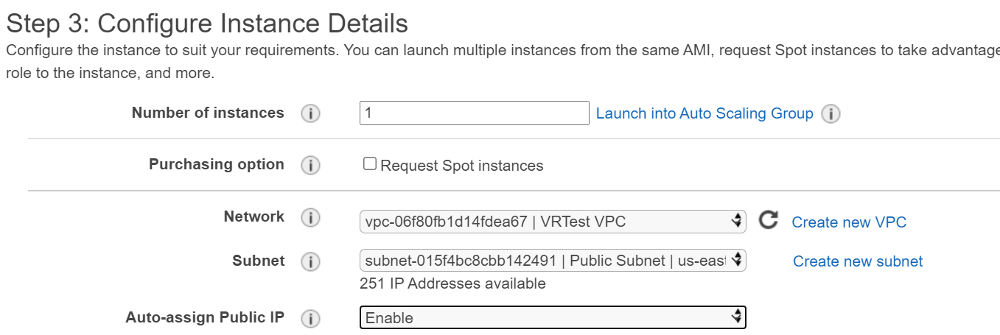 Step 3: Configure Instance Details
Configure the instance to suit your requirements. You can launch multiple instances from the same AMI, request Spot instances to take advantage
role to the instance, and more.
Number of instances i 1 Launch into Auto Scaling Group i
Purchasing option i Request Spot instances
Network i vpc-06f80fb1d14fdea67 | VRTest VPC Create new VPC
Subnet i subnet-015f4bc8cbb142491 | Public Subnet | us-east Create new subnet
251 IP Addresses available
Auto-assign Public IP i Enable